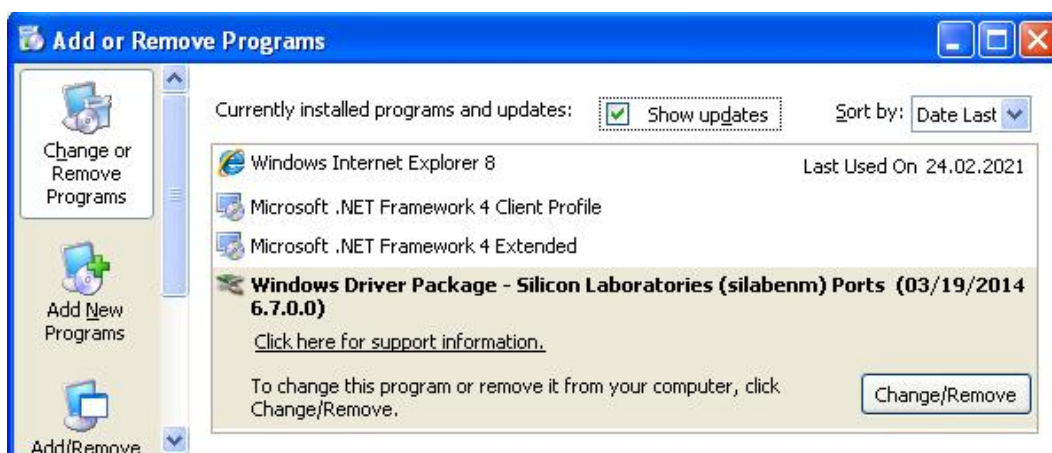 Add or Remove Programs
Change or
Remove
Programs
Add New
Programs
Add/Remove
Currently installed programs and updates:
Show updates
Sort by:
Date Last
Windows Internet Explorer 8
Last Used On 24.02.2021
Microsoft .NET Framework 4 Client Profile
Microsoft .NET Framework 4 Extended
Windows Driver Package - Silicon Laboratories (silabenm) Ports (03/19/2014
6.7.0.0)
Click here for support information.
To change this program or remove it from your computer, click
Change/Remove.
Change/Remove